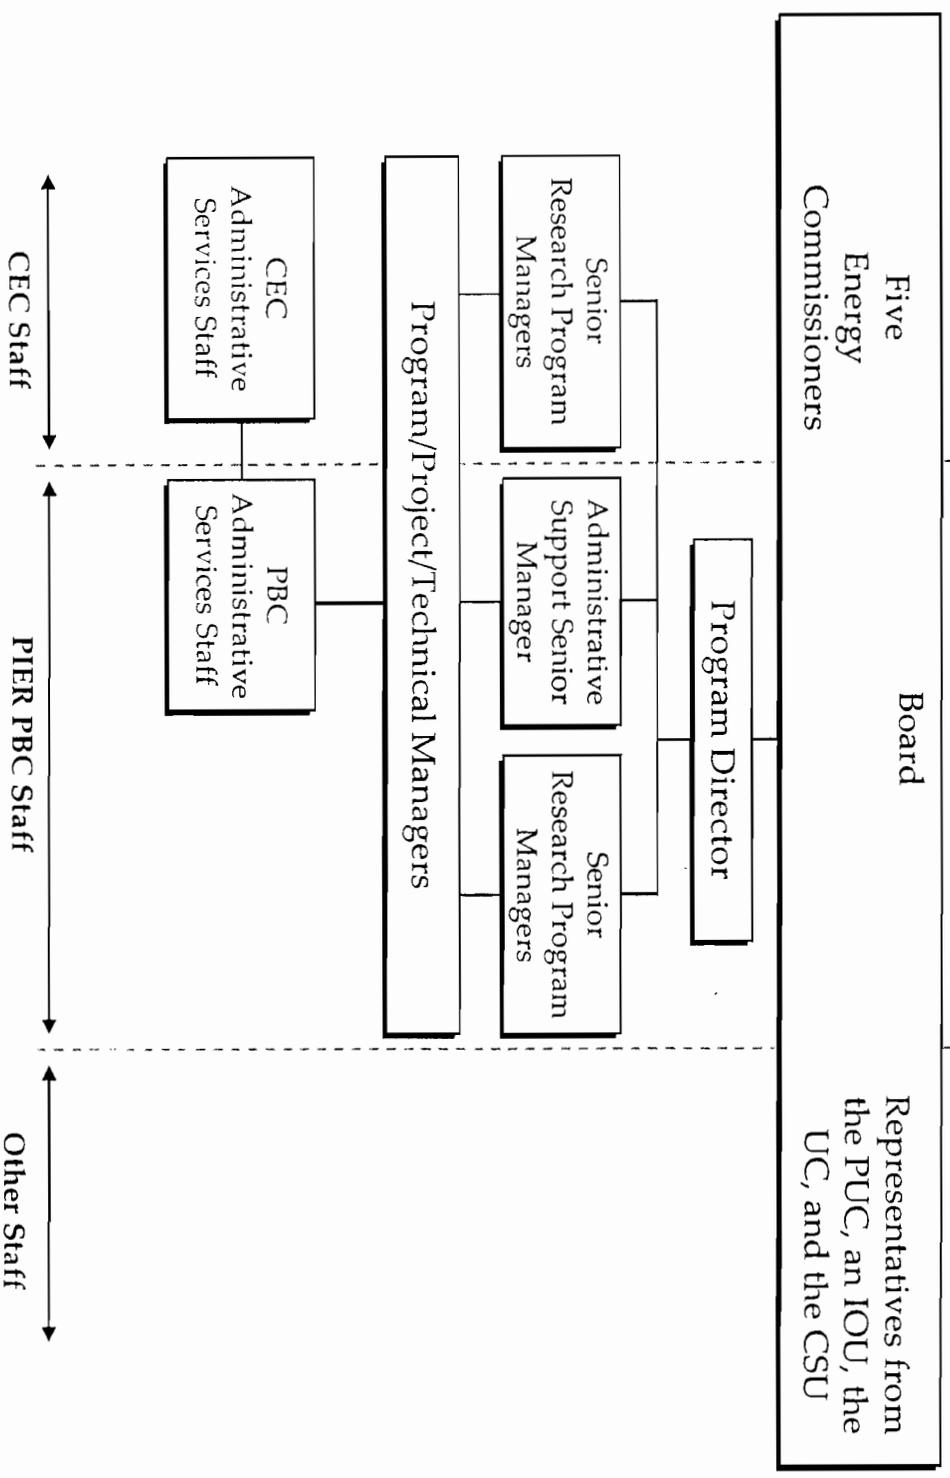 Board
Five
Energy
Commissioners
Representatives from
the PUC, an IOU, the
UC, and the CSU
Program Director
Senior
Research Program
Managers
Administrative
Support Senior
Manager
Senior
Research Program
Managers
Program/Project/Technical Managers
CEC
Administrative
Services Staff
PBC
Administrative
Services Staff
CEC Staff
PIER PBC Staff
Other Staff